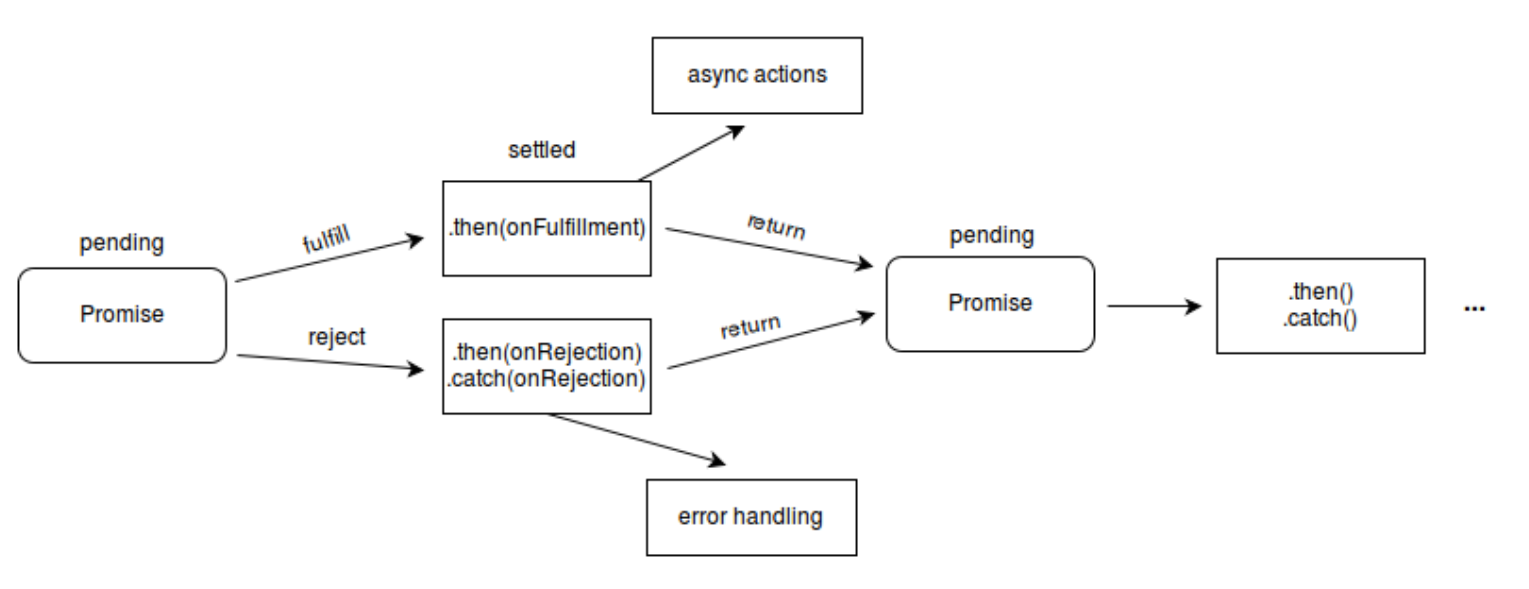 async actions
settled
.then(onFulfillment)
fulfill
return
pending
Promise
reject
.then(onRejection)
.catch(onRejection)
return
pending
Promise
.then()
.catch()
...
error handling